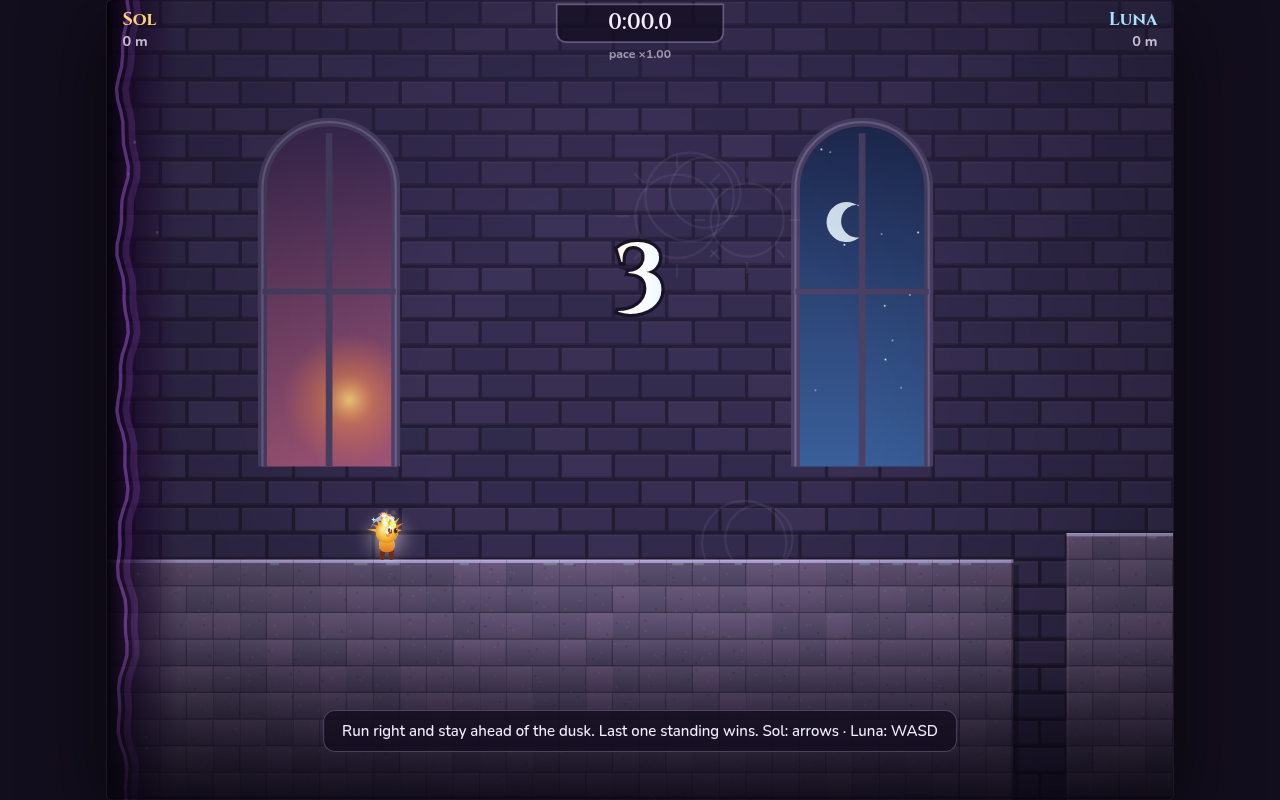 Sol
0 m
0:00.0
pace ×1.00
Luna
0 m
3
Run right and stay ahead of the dusk. Last one standing wins. Sol: arrows · Luna: WASD